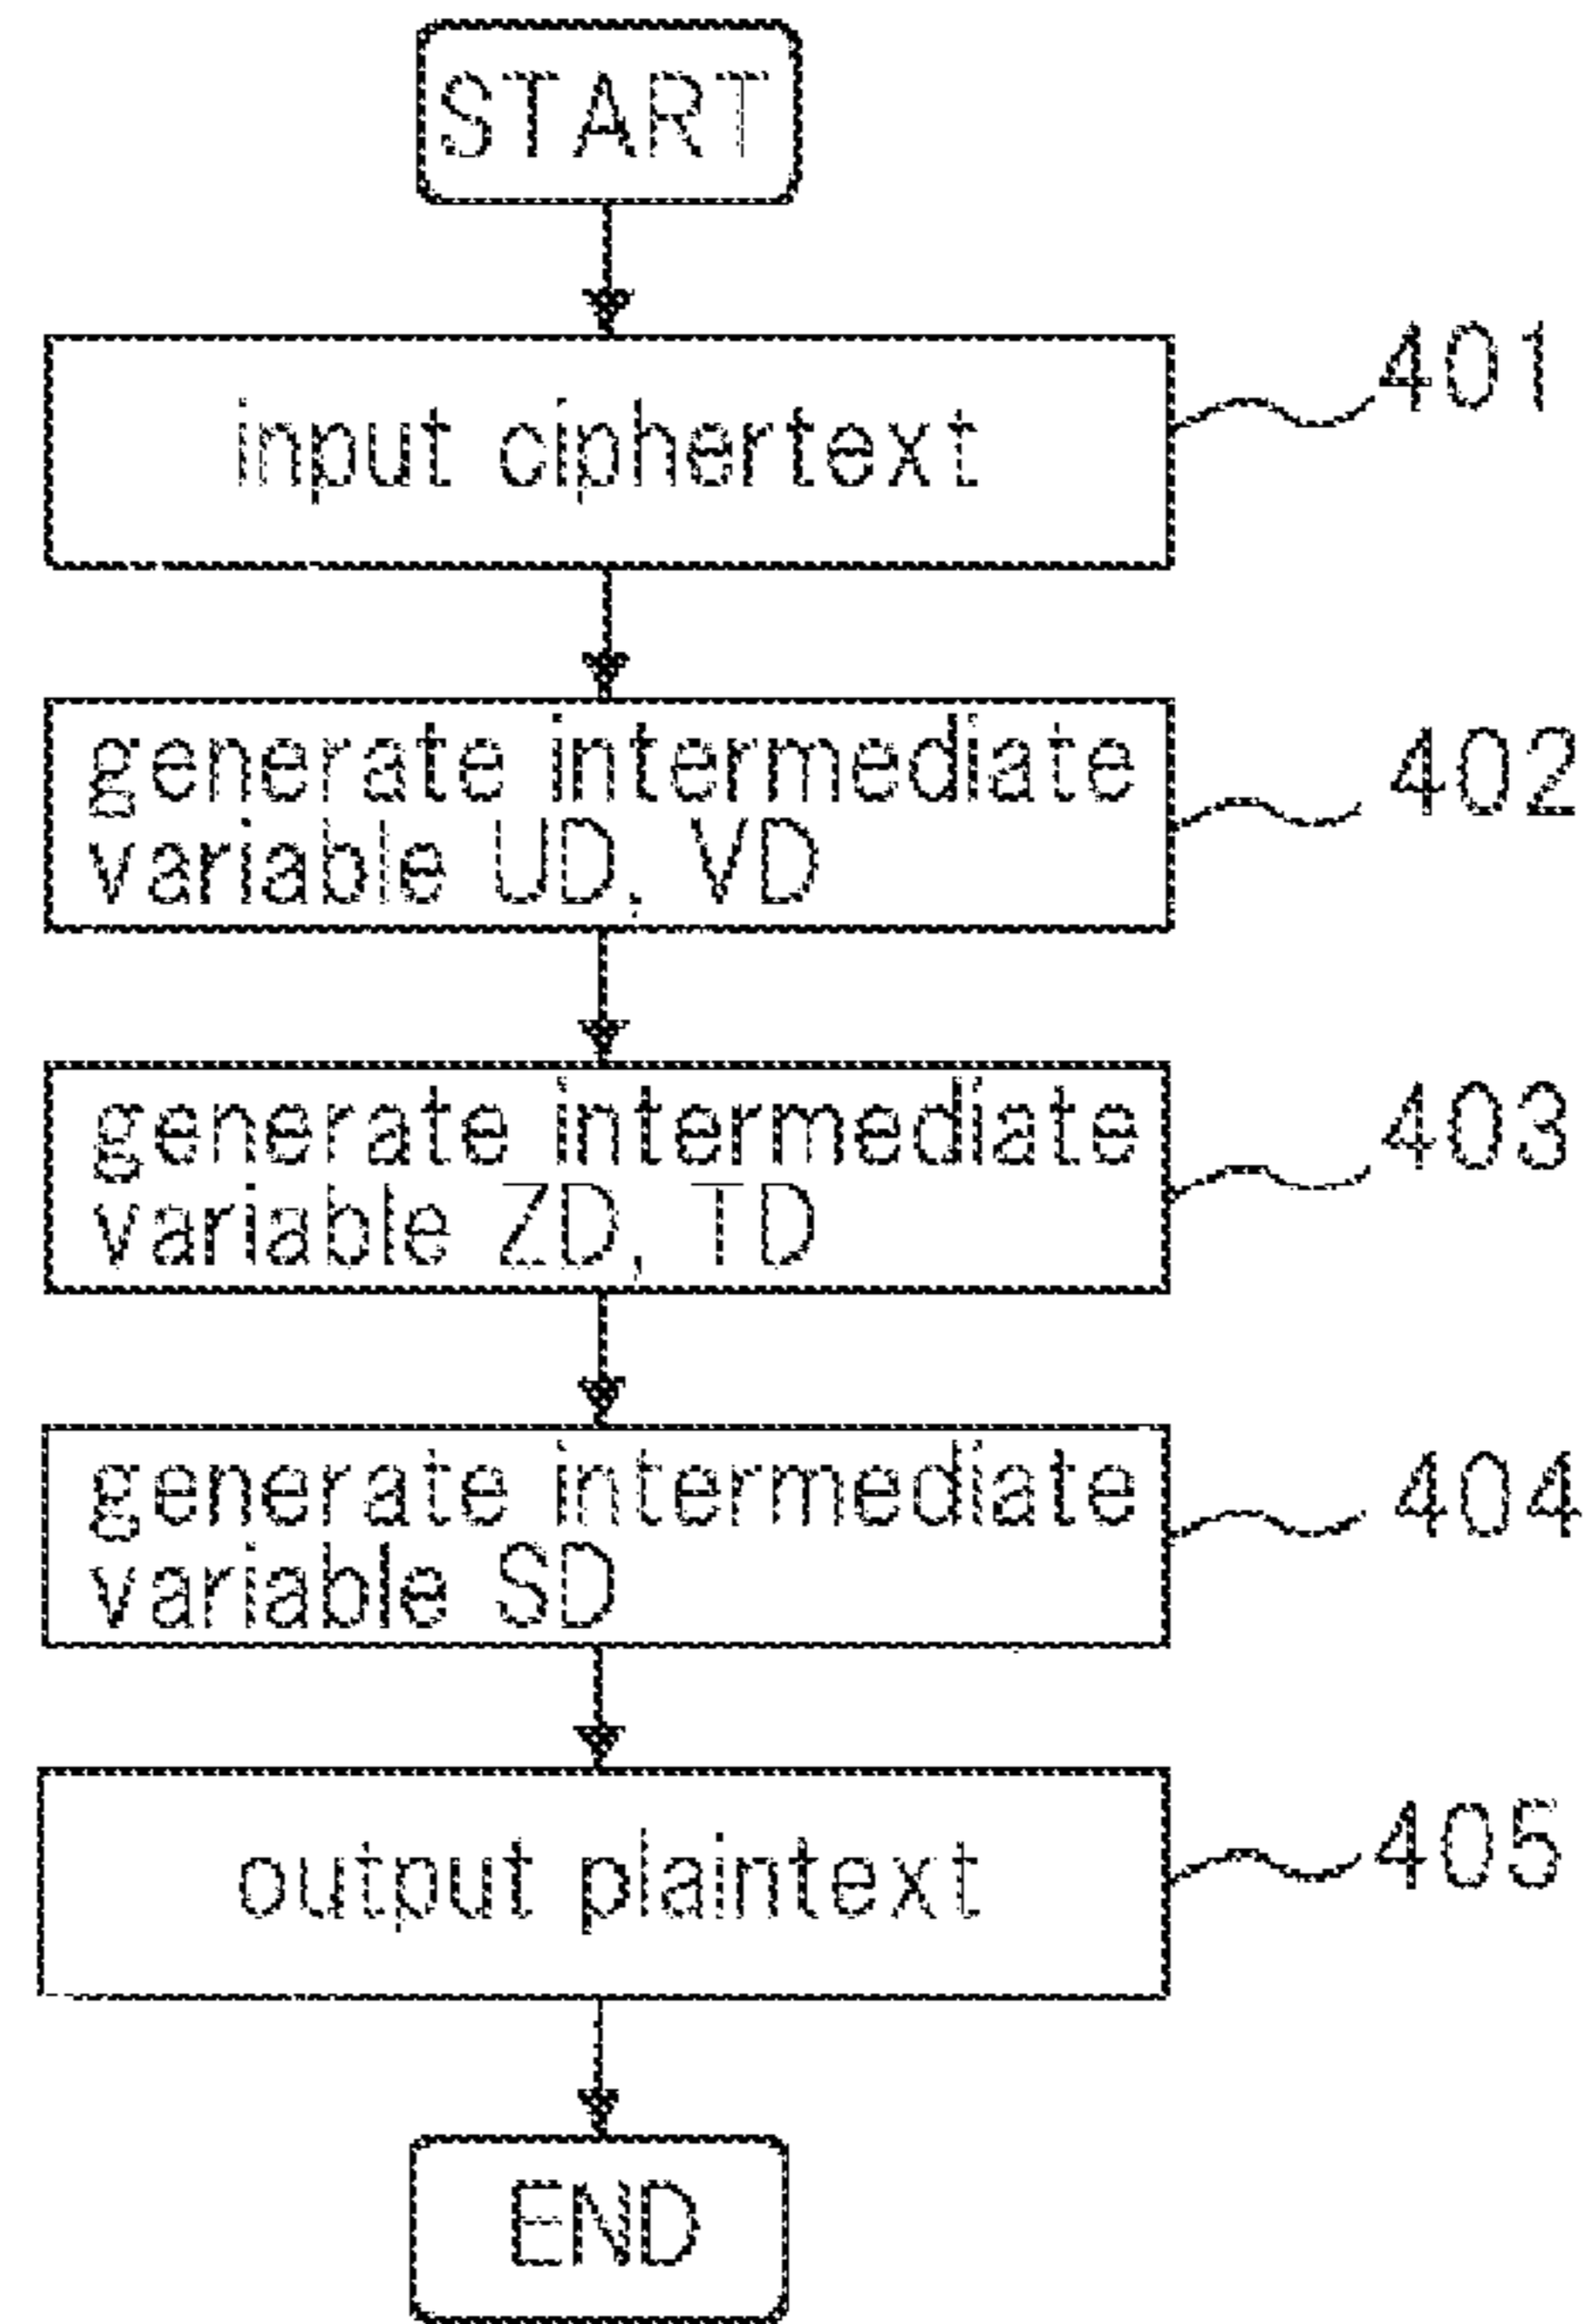 START
input ciphertext
401
generate intermediate
variable UD, VD
402
generate intermediate
variable ZD, TD
403
generate intermediate
variable SD
404
output plaintext
405
END